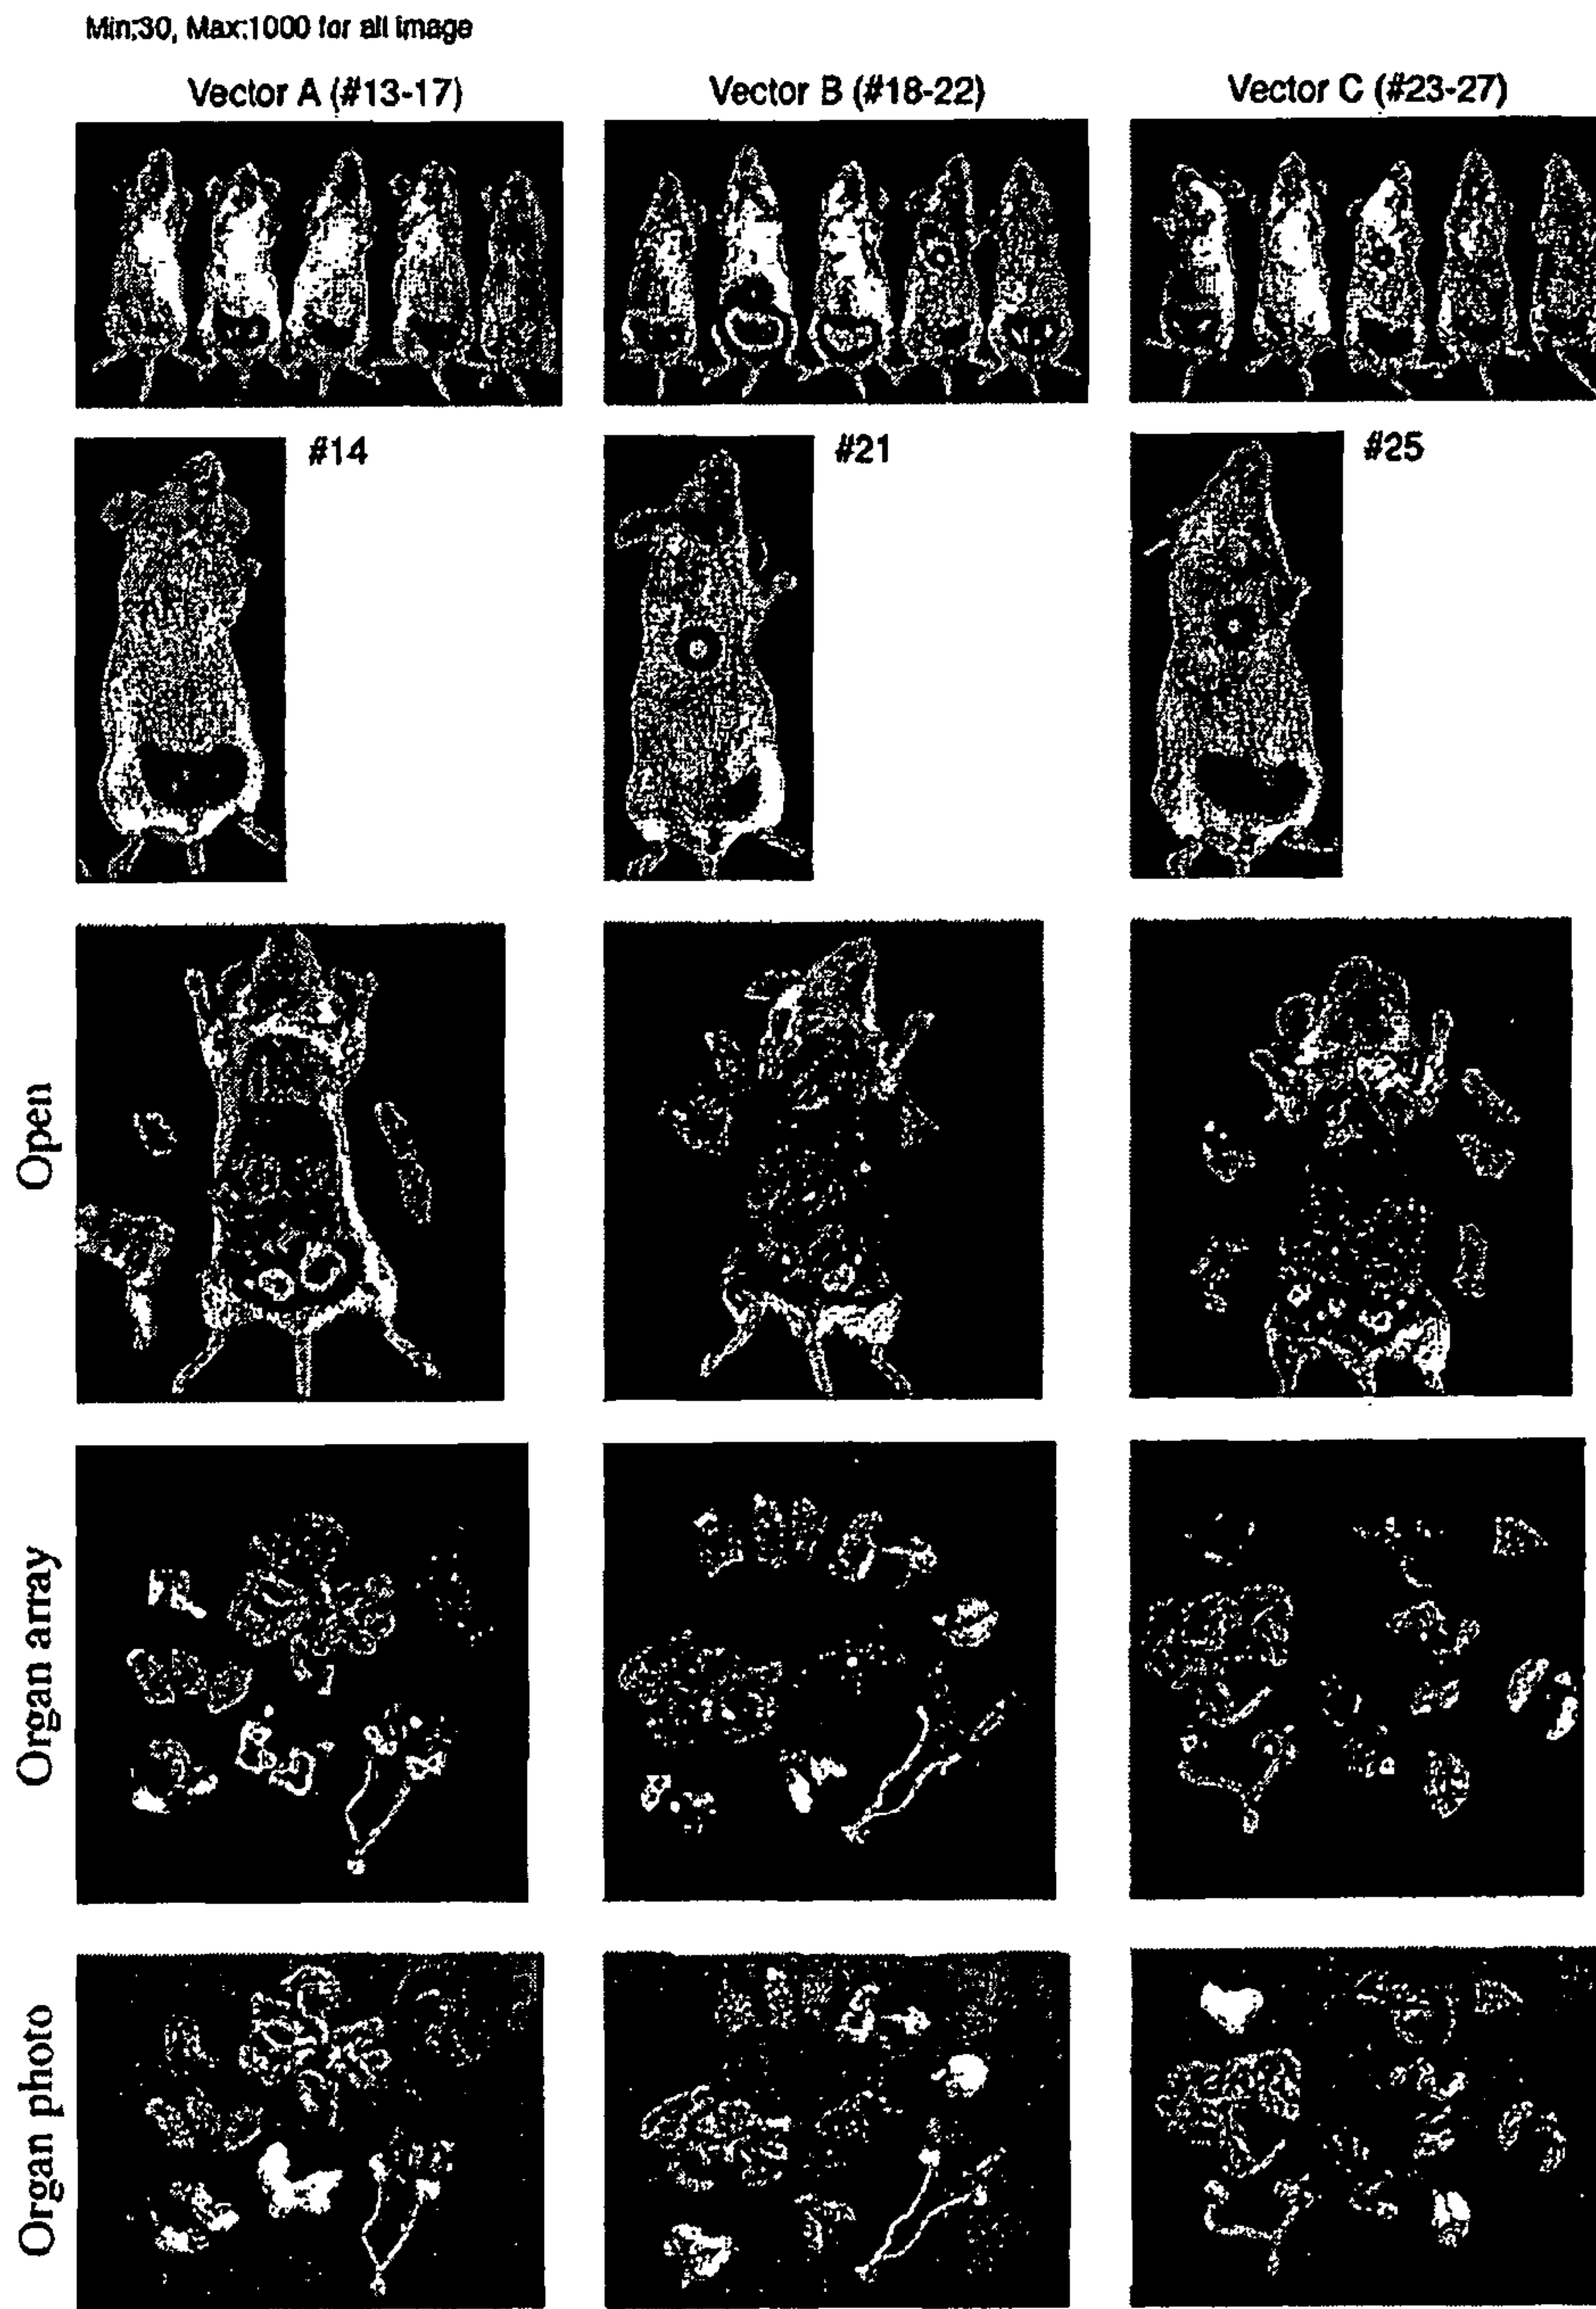 Min:30, Max:1000 for all image
Vector A (#13-17)
Vector B (#18-22)
Vector C (#23-27)
#14
#21
#25
Open
Organ array
Organ photo